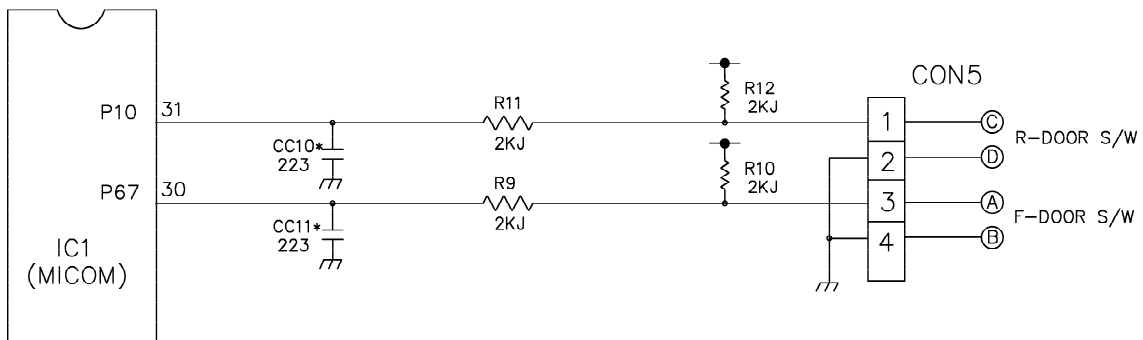 CON5
R12
2KJ
R11
2KJ
P10 31
1
C
R-DOOR S/W
CC10*
223
2
D
R10
2KJ
P67 30
R9
2KJ
3
A
F-DOOR S/W
CC11*
223
4
B
IC1
(MICOM)